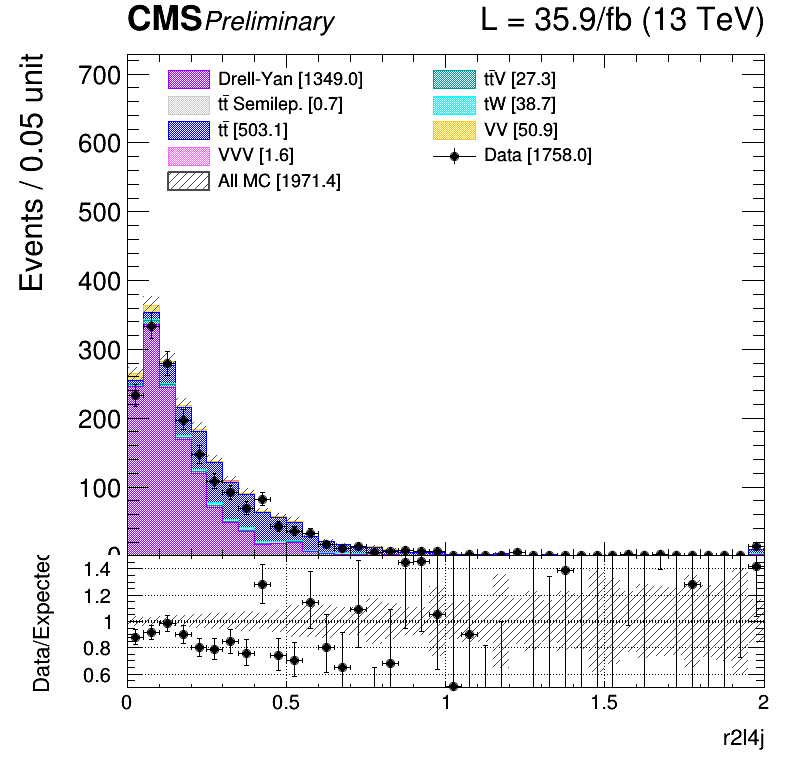 CMS Preliminary L = 35.9/fb (13 TeV)
Events / 0.05 unit
700
600
500
400
300
200
100
0
Drell-Yan [1349.0]
tt̄ Semilep. [0.7]
tt̄ [503.1]
VVV [1.6]
All MC [1971.4]
tt̄V [27.3]
tW [38.7]
VV [50.9]
Data [1758.0]
Data/Expected
1.4
1.2
1
0.8
0.6
0 0.5 1 1.5 2
r2l4j